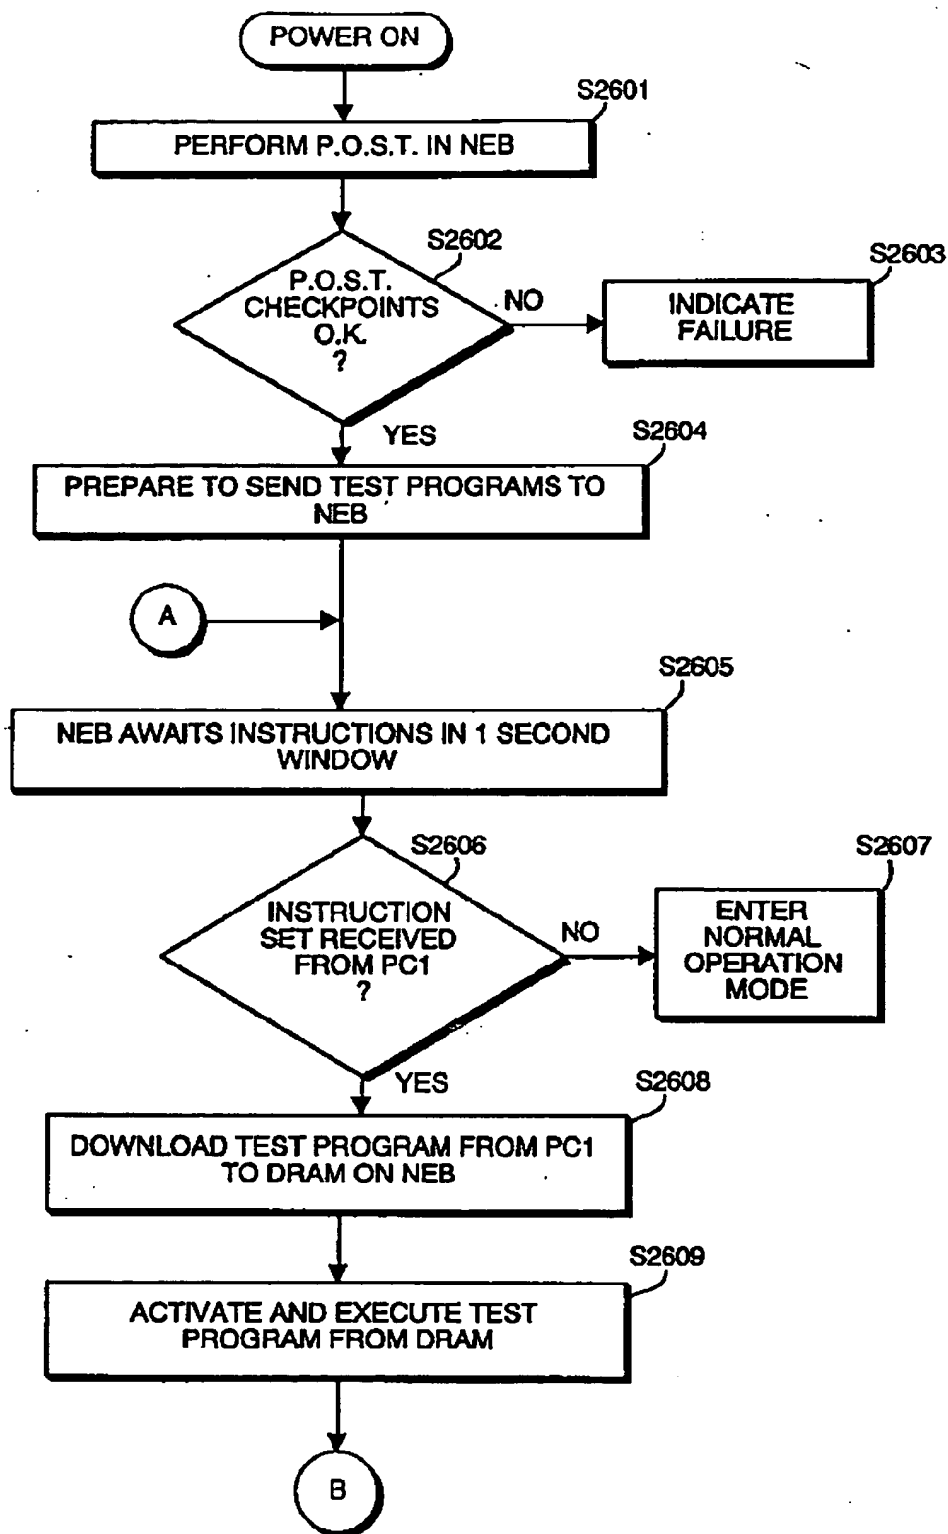 POWER ON
S2601
PERFORM P.O.S.T. IN NEB
S2602
P.O.S.T.
CHECKPOINTS
O.K.
?
NO
S2603
INDICATE
FAILURE
YES
S2604
PREPARE TO SEND TEST PROGRAMS TO
NEB
A
S2605
NEB AWAITS INSTRUCTIONS IN 1 SECOND
WINDOW
S2606
INSTRUCTION
SET RECEIVED
FROM PC1
?
NO
S2607
ENTER
NORMAL
OPERATION
MODE
YES
S2608
DOWNLOAD TEST PROGRAM FROM PC1
TO DRAM ON NEB
S2609
ACTIVATE AND EXECUTE TEST
PROGRAM FROM DRAM
B